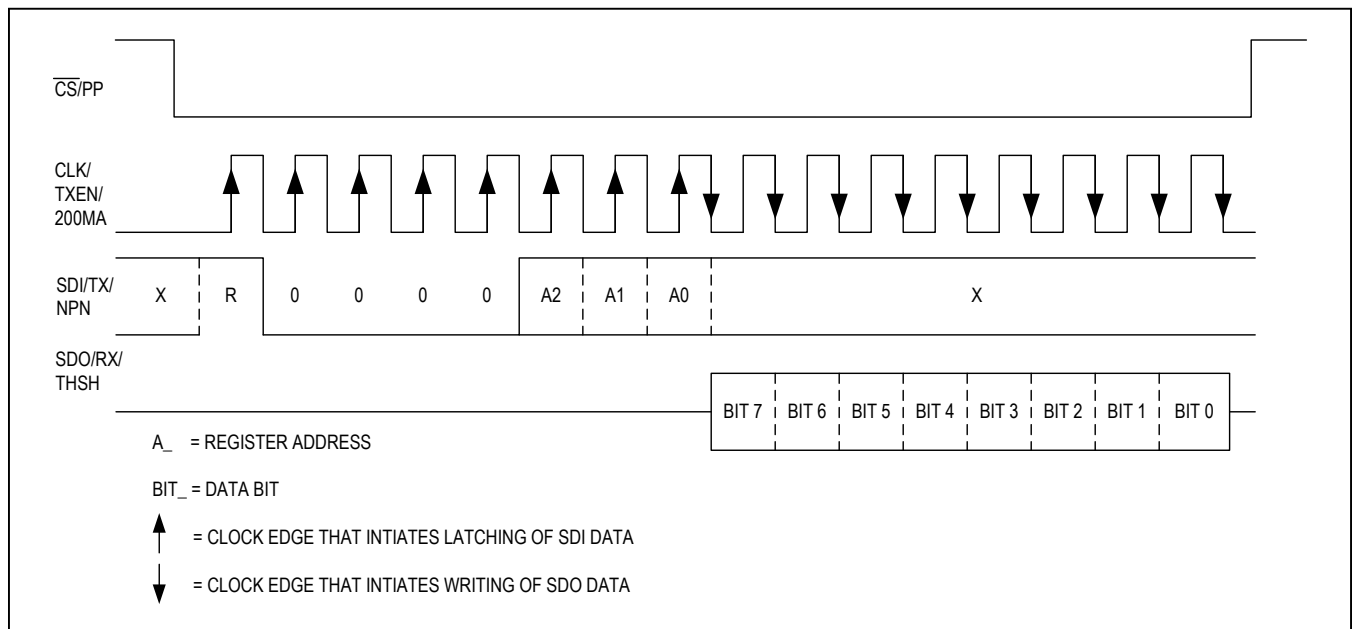 C̅S̅/PP
CLK/
TXEN/
200MA
SDI/TX/
NPN
X R 0 0 0 0 A2 A1 A0 X
SDO/RX/
THSH
BIT 7 BIT 6 BIT 5 BIT 4 BIT 3 BIT 2 BIT 1 BIT 0
A_ = REGISTER ADDRESS
BIT_ = DATA BIT
= CLOCK EDGE THAT INTIATES LATCHING OF SDI DATA
= CLOCK EDGE THAT INTIATES WRITING OF SDO DATA